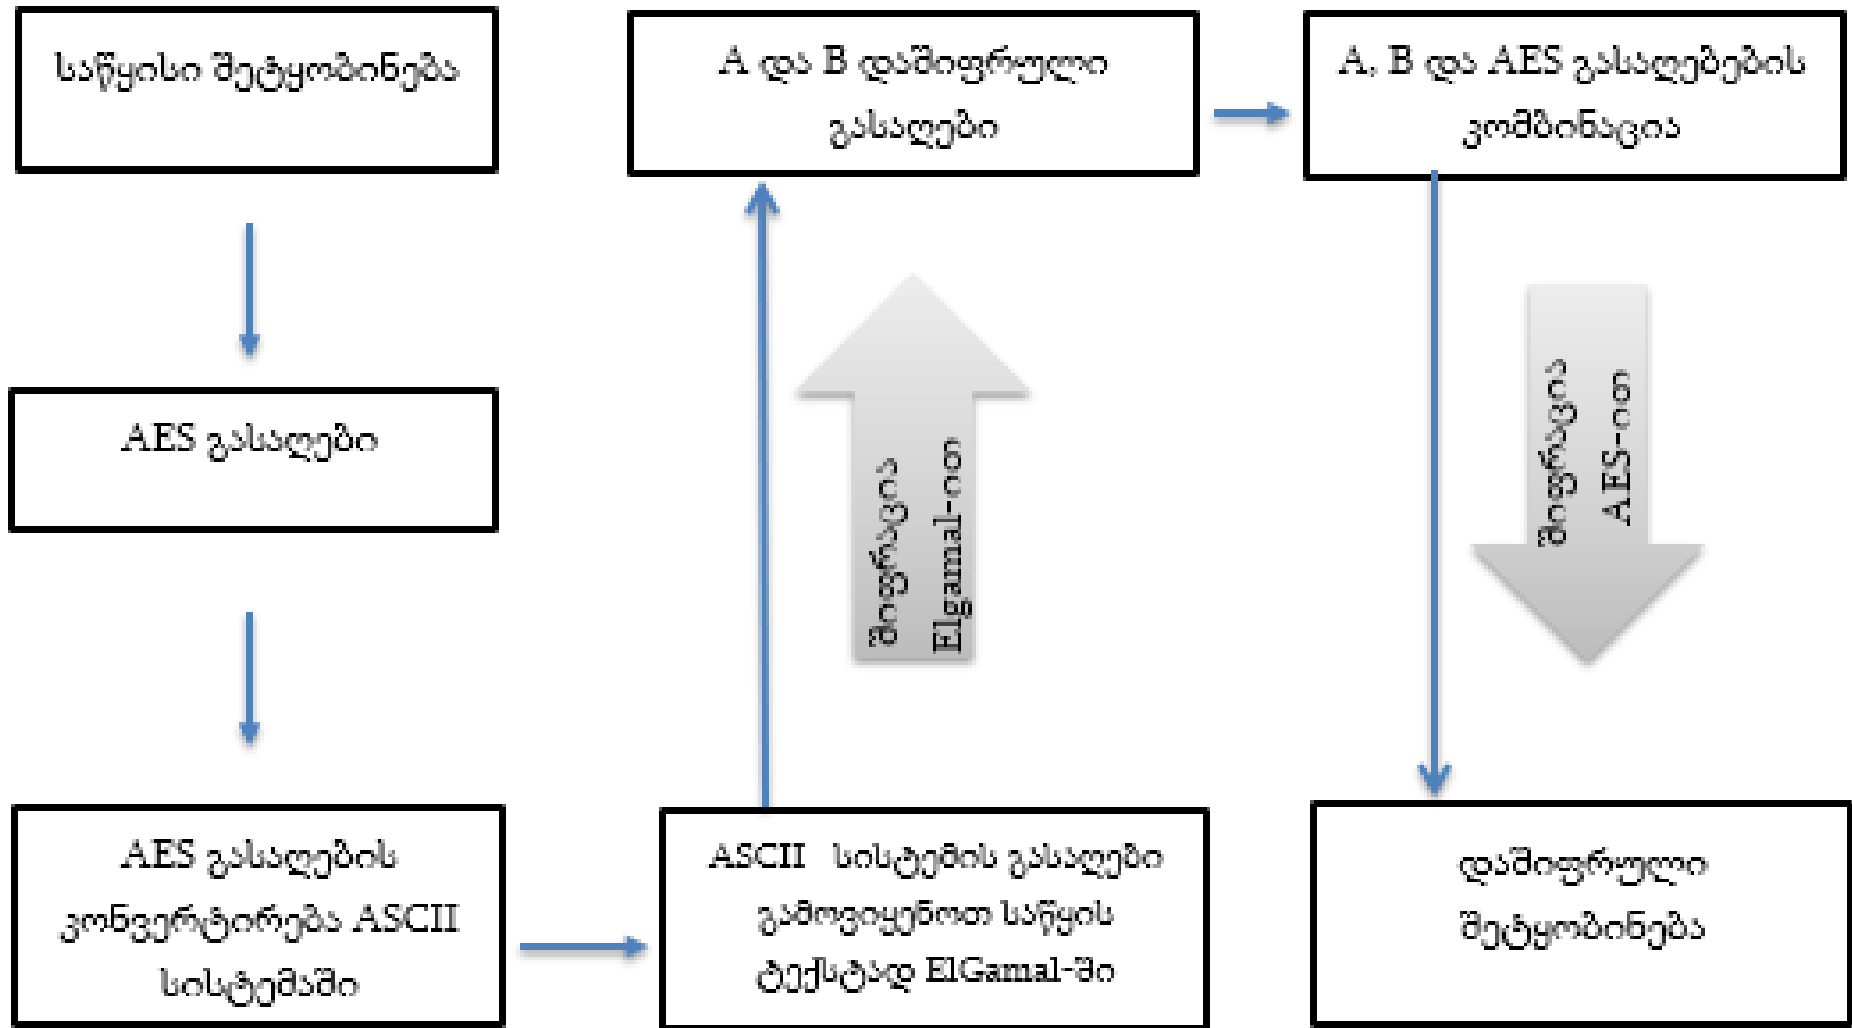 საწყისი შეტყობინება
AES გასაღები
AES გასაღების
კონვერტირება ASCII
სისტემაში
ASCII სისტემის გასაღები
გამოვიყენოთ საწყის
ტექსტად ElGamal-ში
შიფრაცია
Elgamal-ით
A და B დაშიფრული
გასაღები
A, B და AES გასაღებების
კომბინაცია
შიფრაცია
AES-ით
დაშიფრული
შეტყობინება